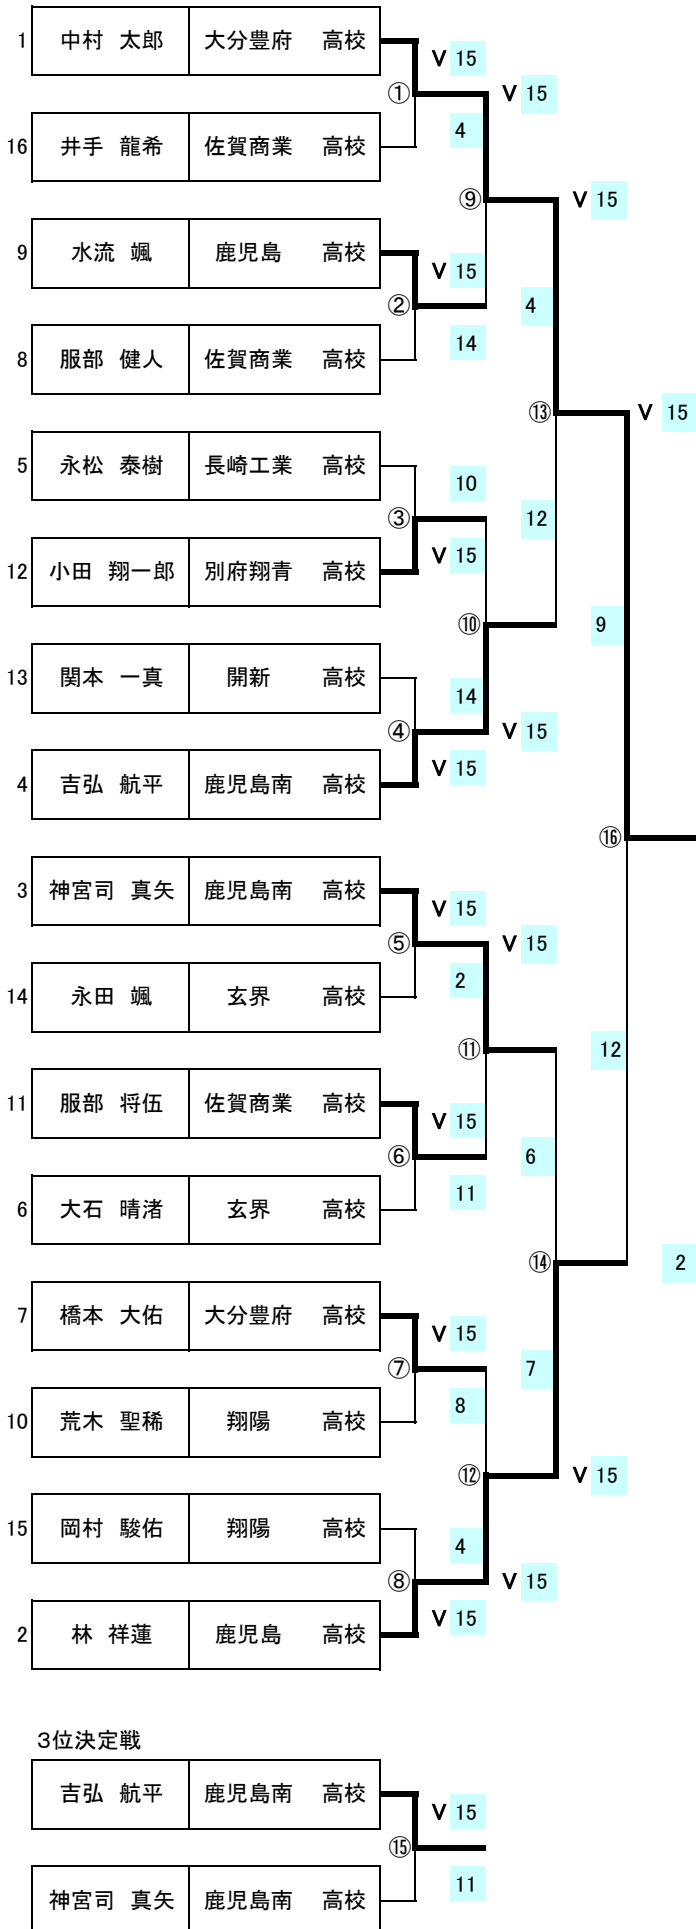 1 中村 太郎 大分豊府 高校
V 15
① V 15
4
16 井手 龍希 佐賀商業 高校
⑨ V 15
9 水流 颯 鹿児島 高校
V 15
② 4
14
8 服部 健人 佐賀商業 高校
⑬ V 15
5 永松 泰樹 長崎工業 高校
10
③ 12
V 15
12 小田 翔一郎 別府翔青 高校
⑩ 9
13 関本 一真 開新 高校
14
④ V 15
V 15
4 吉弘 航平 鹿児島南 高校
⑯
3 神宮司 真矢 鹿児島南 高校
V 15
⑤ V 15
2
14 永田 颯 玄界 高校
⑪ 12
11 服部 将伍 佐賀商業 高校
V 15
⑥ 6
11
6 大石 晴渚 玄界 高校
⑭ 2
7 橋本 大佑 大分豊府 高校
V 15
⑦ 7
8
10 荒木 聖稀 翔陽 高校
⑫ V 15
15 岡村 駿佑 翔陽 高校
4
⑧ V 15
V 15
2 林 祥蓮 鹿児島 高校
3位決定戦
吉弘 航平 鹿児島南 高校
V 15
⑮
11
神宮司 真矢 鹿児島南 高校